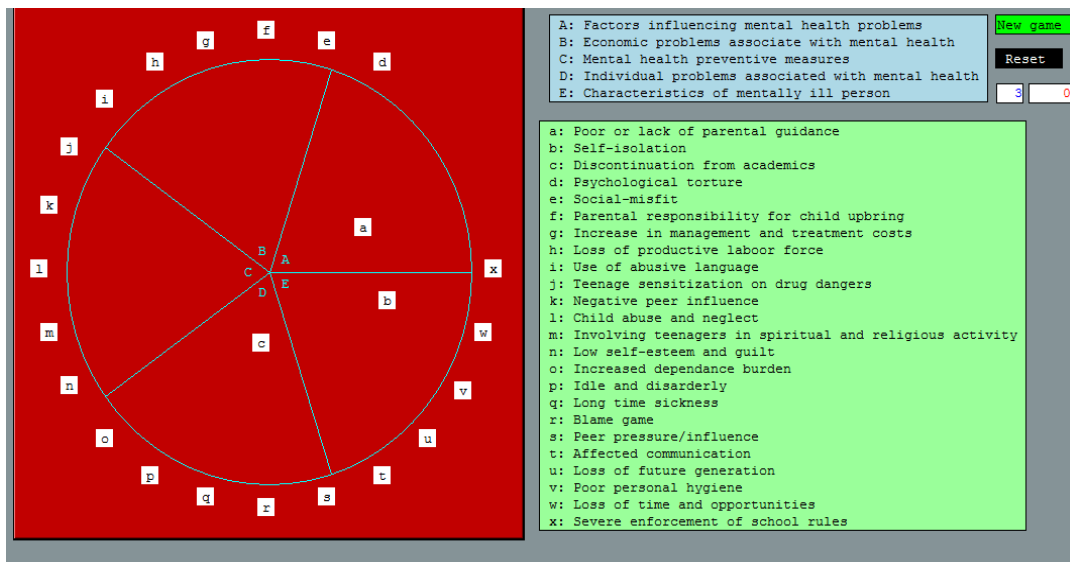 A: Factors influencing mental health problems
B: Economic problems associate with mental health
C: Mental health preventive measures
D: Individual problems associated with mental health
E: Characteristics of mentally ill person
New game
Reset
3
0
a: Poor or lack of parental guidance
b: Self-isolation
c: Discontinuation from academics
d: Psychological torture
e: Social-misfit
f: Parental responsibility for child upbring
g: Increase in management and treatment costs
h: Loss of productive laboor force
i: Use of abusive language
j: Teenage sensitization on drug dangers
k: Negative peer influence
l: Child abuse and neglect
m: Involving teenagers in spiritual and religious activity
n: Low self-esteem and guilt
o: Increased dependance burden
p: Idle and disarderly
q: Long time sickness
r: Blame game
s: Peer pressure/influence
t: Affected communication
u: Loss of future generation
v: Poor personal hygiene
w: Loss of time and opportunities
x: Severe enforcement of school rules
f
g
e
h
d
i
j
k
a
B
A
l
C
x
D
E
b
m
w
c
n
v
o
u
p
t
q
s
r